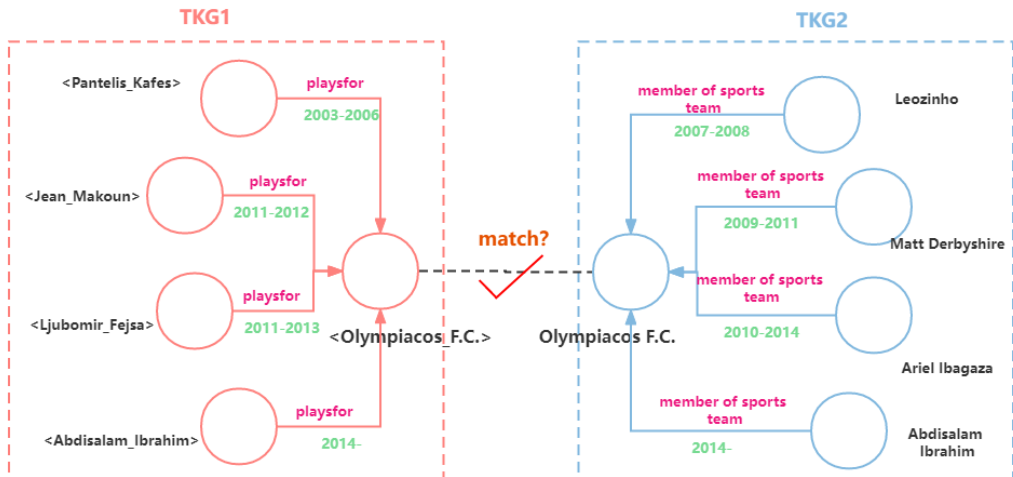 TKG1
<Pantelis_Kafes>
playsfor
2003-2006
<Jean_Makoun>
playsfor
2011-2012
<Ljubomir_Fejsa>
playsfor
2011-2013
<Olympiacos_F.C.>
<Abdisalam_Ibrahim>
playsfor
2014-
match?
TKG2
member of sports
team
2007-2008
Leozinho
member of sports
team
2009-2011
Matt Derbyshire
member of sports
team
2010-2014
Olympiacos F.C.
Ariel Ibagaza
member of sports
team
2014-
Abdisalam
Ibrahim